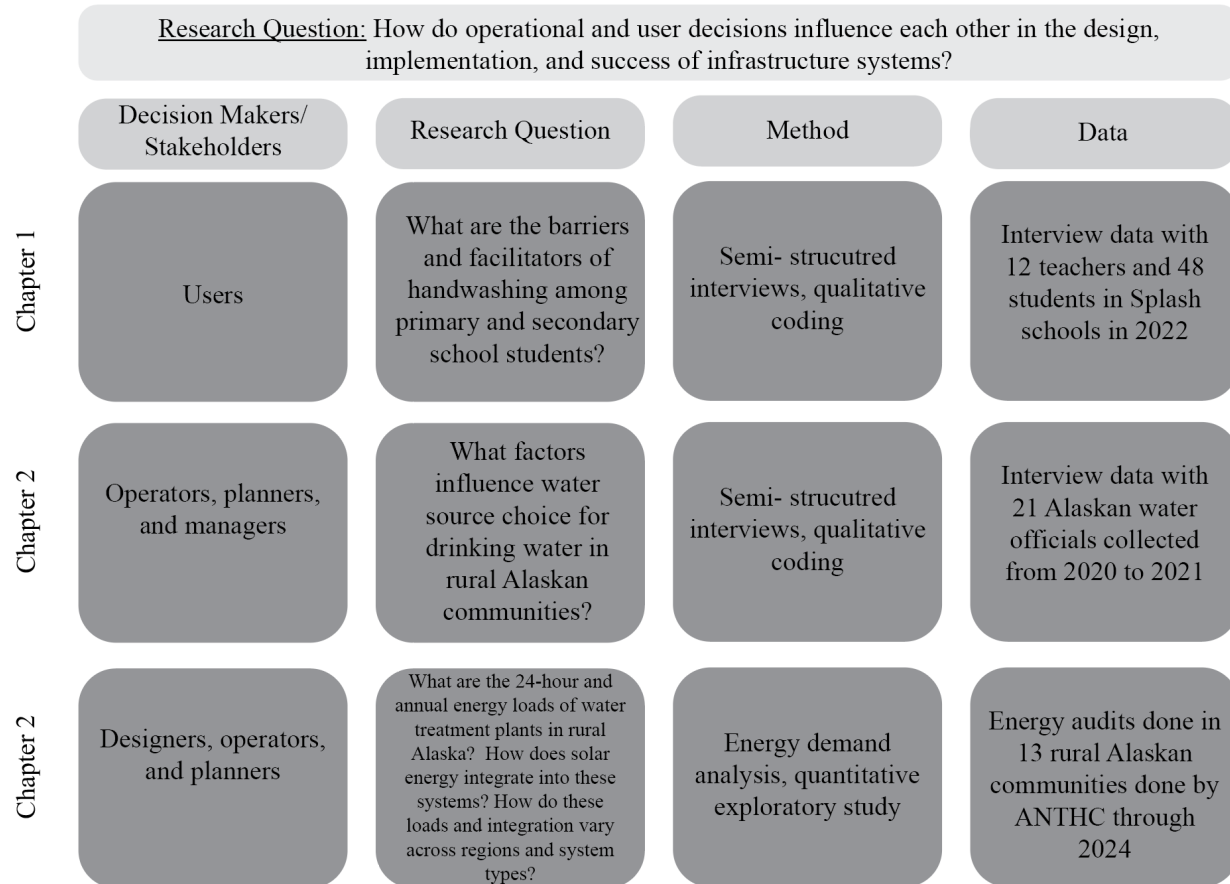 Research Question: How do operational and user decisions influence each other in the design,
implementation, and success of infrastructure systems?
Decision Makers/
Stakeholders
Research Question
Method
Data
Chapter 1
Users
What are the barriers
and facilitators of
handwashing among
primary and secondary
school students?
Semi- strucutred
interviews, qualitative
coding
Interview data with
12 teachers and 48
students in Splash
schools in 2022
Chapter 2
Operators, planners,
and managers
What factors
influence water
source choice for
drinking water in
rural Alaskan
communities?
Semi- strucutred
interviews, qualitative
coding
Interview data with
21 Alaskan water
officials collected
from 2020 to 2021
Chapter 2
Designers, operators,
and planners
What are the 24-hour and
annual energy loads of water
treatment plants in rural
Alaska?  How does solar
energy integrate into these
systems? How do these
loads and integration vary
across regions and system
types?
Energy demand
analysis, quantitative
exploratory study
Energy audits done in
13 rural Alaskan
communities done by
ANTHC through
2024